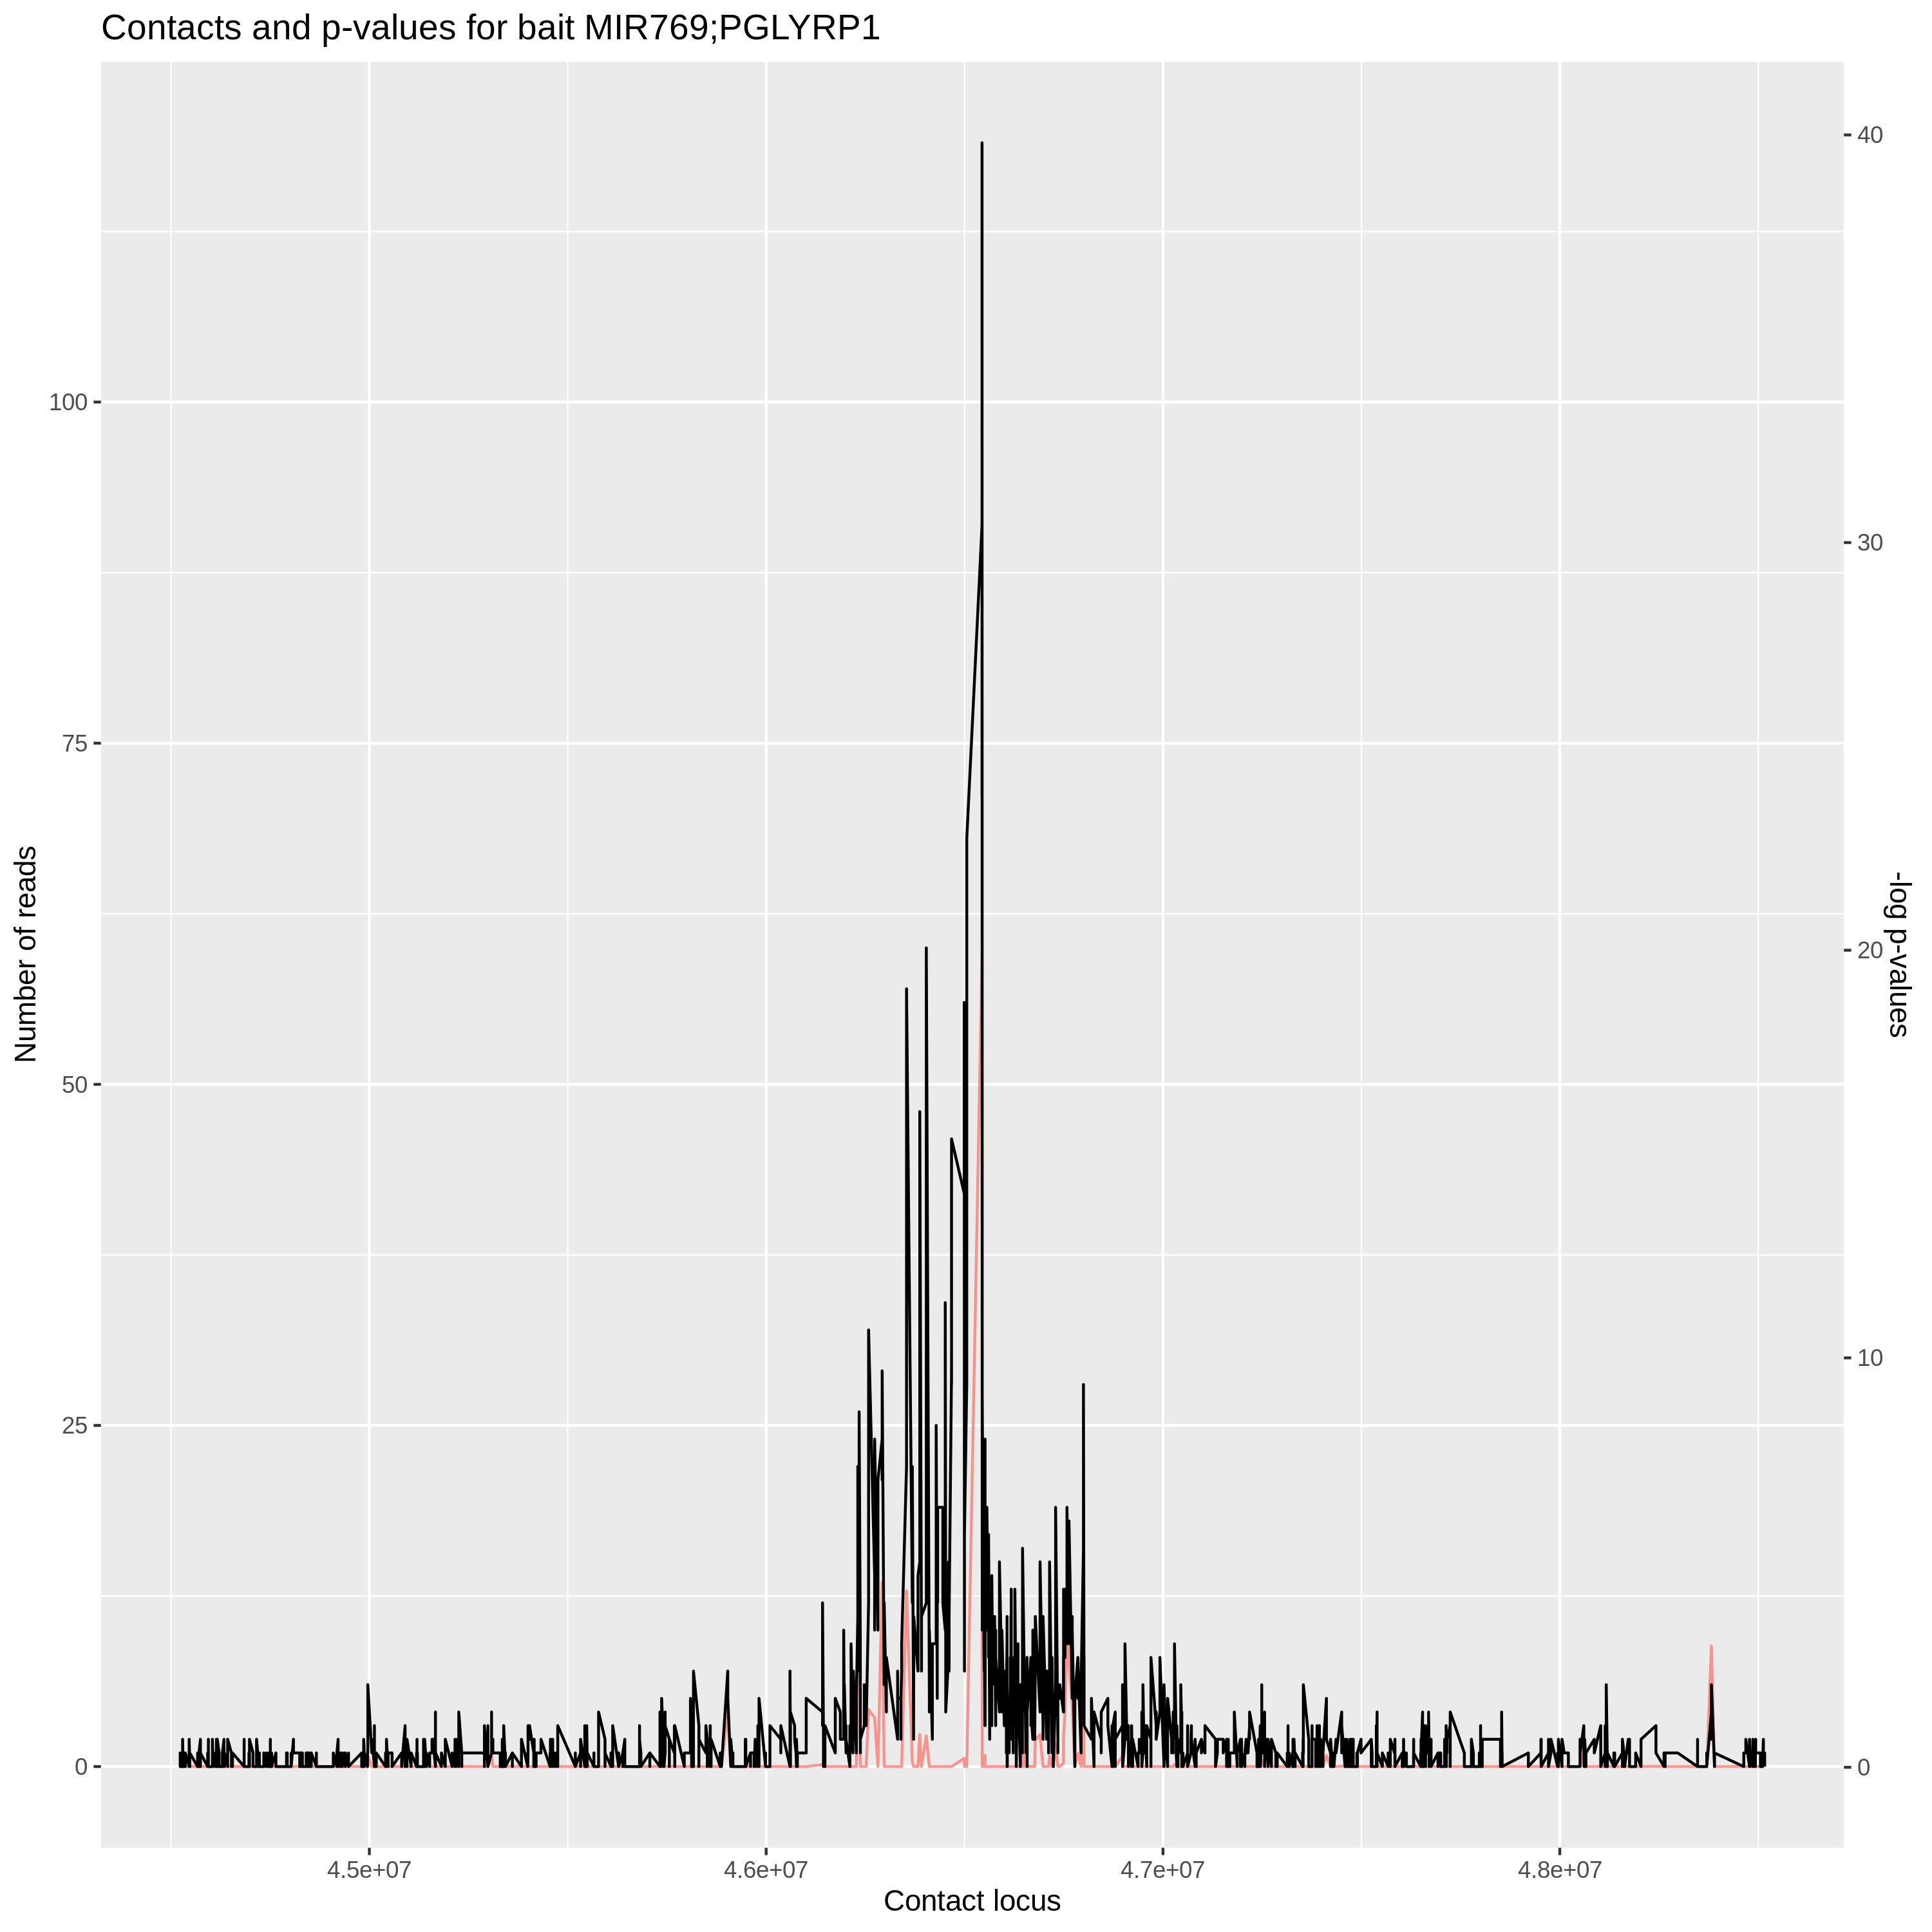 Contacts and p-values for bait MIR769;PGLYRP1
Number of reads
100
75
50
25
0
40
30
20
10
0
-log p-values
4.5e+07
4.6e+07
4.7e+07
4.8e+07
Contact locus